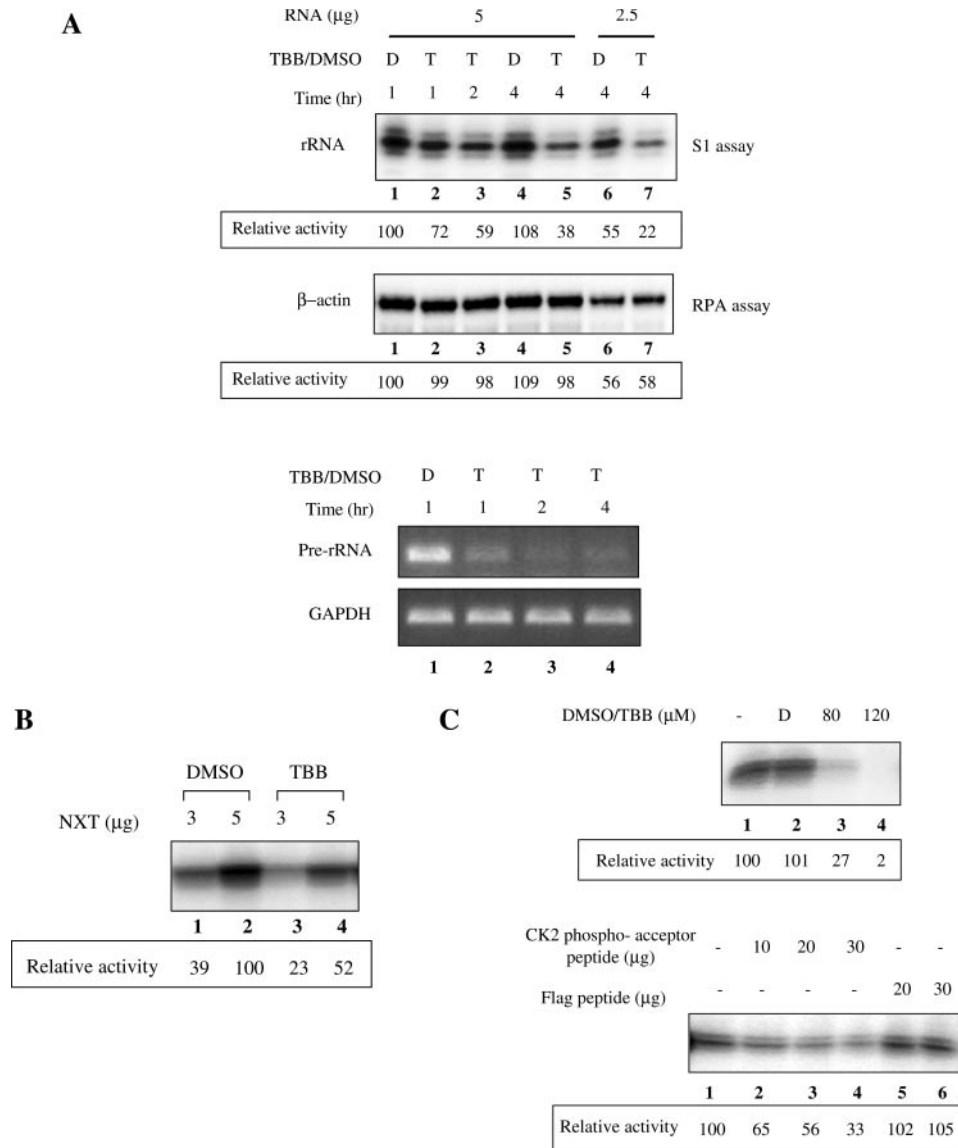 A
RNA (μg) 5 2.5
TBB/DMSO D T T D T D T
Time (hr) 1 1 2 4 4 4 4
rRNA S1 assay
1 2 3 4 5 6 7
Relative activity 100 72 59 108 38 55 22
β–actin RPA assay
1 2 3 4 5 6 7
Relative activity 100 99 98 109 98 56 58
TBB/DMSO D T T T
Time (hr) 1 1 2 4
Pre-rRNA
GAPDH
1 2 3 4
B
DMSO TBB
NXT (μg) 3 5 3 5
1 2 3 4
Relative activity 39 100 23 52
C
DMSO/TBB (μM) - D 80 120
1 2 3 4
Relative activity 100 101 27 2
CK2 phospho- acceptor
peptide (μg) - 10 20 30 - -
Flag peptide (μg) - - - - 20 30
1 2 3 4 5 6
Relative activity 100 65 56 33 102 105